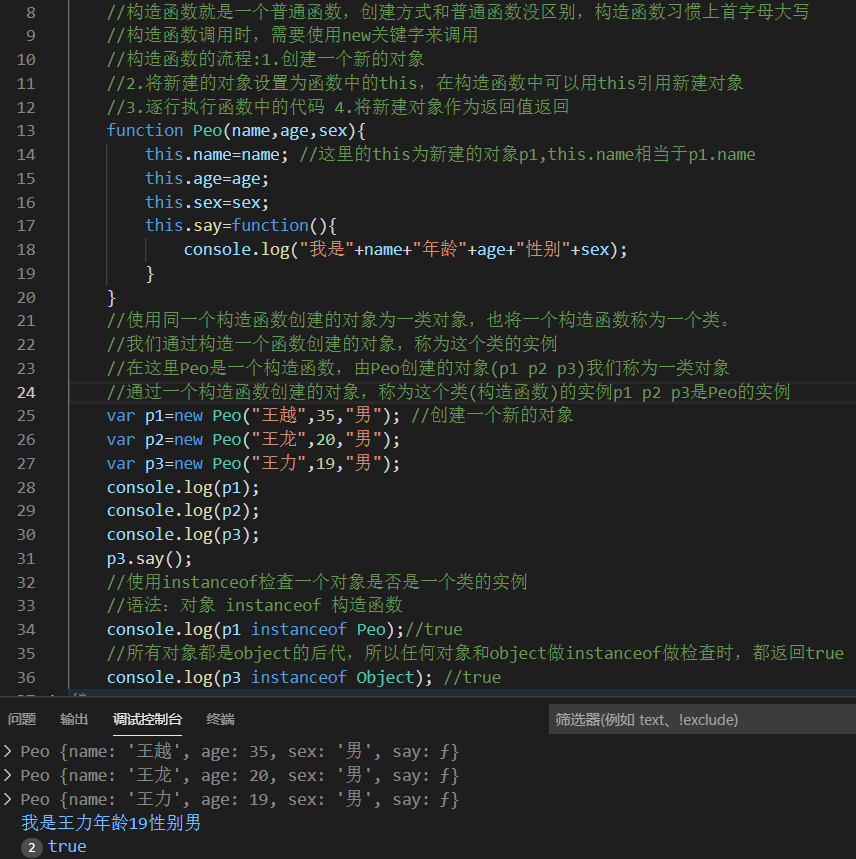 8 //构造函数就是一个普通函数，创建方式和普通函数没区别，构造函数习惯上首字母大写
9 //构造函数调用时，需要使用new关键字来调用
10 //构造函数的流程:1.创建一个新的对象
11 //2.将新建的对象设置为函数中的this，在构造函数中可以用this引用新建对象
12 //3.逐行执行函数中的代码 4.将新建对象作为返回值返回
13 function Peo(name,age,sex){
14 this.name=name; //这里的this为新建的对象p1,this.name相当于p1.name
15 this.age=age;
16 this.sex=sex;
17 this.say=function(){
18 console.log("我是"+name+"年龄"+age+"性别"+sex);
19 }
20 }
21 //使用同一个构造函数创建的对象为一类对象，也将一个构造函数称为一个类。
22 //我们通过构造一个函数创建的对象，称为这个类的实例
23 //在这里Peo是一个构造函数，由Peo创建的对象(p1 p2 p3)我们称为一类对象
24 //通过一个构造函数创建的对象，称为这个类(构造函数)的实例p1 p2 p3是Peo的实例
25 var p1=new Peo("王越",35,"男"); //创建一个新的对象
26 var p2=new Peo("王龙",20,"男");
27 var p3=new Peo("王力",19,"男");
28 console.log(p1);
29 console.log(p2);
30 console.log(p3);
31 p3.say();
32 //使用instanceof检查一个对象是否是一个类的实例
33 //语法：对象 instanceof 构造函数
34 console.log(p1 instanceof Peo);//true
35 //所有对象都是object的后代，所以任何对象和object做instanceof做检查时，都返回true
36 console.log(p3 instanceof Object); //true
问题 输出 调试控制台 终端 筛选器(例如 text、!exclude)
Peo {name: '王越', age: 35, sex: '男', say: ƒ}
Peo {name: '王龙', age: 20, sex: '男', say: ƒ}
Peo {name: '王力', age: 19, sex: '男', say: ƒ}
我是王力年龄19性别男
2 true